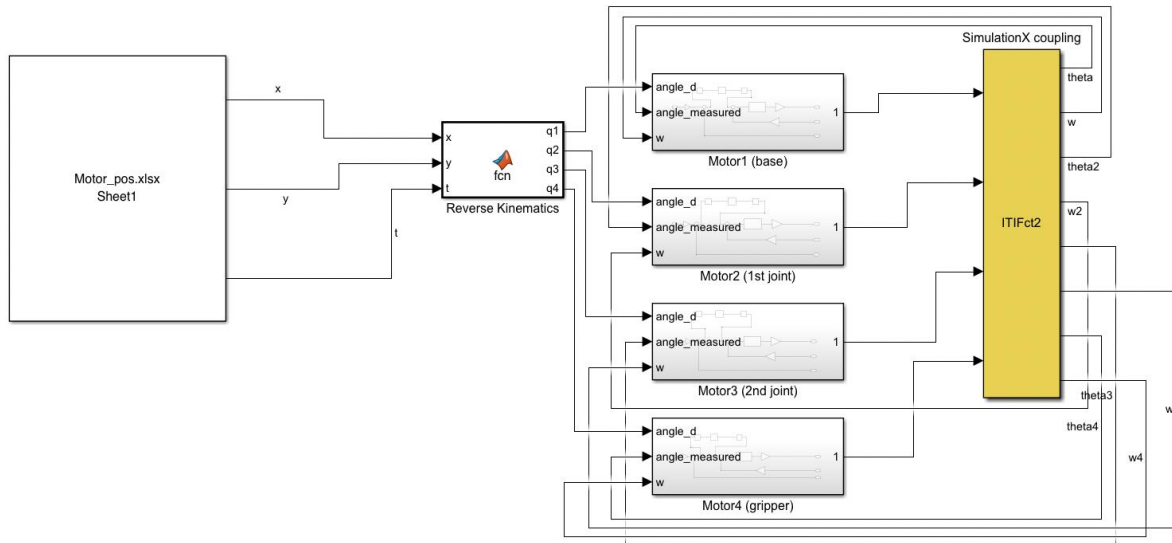 Motor_pos.xlsx
Sheet1
x
y
t
x
y
t
fcn
q1
q2
q3
q4
Reverse Kinematics
angle_d
angle_measured
w
1
Motor1 (base)
angle_d
angle_measured
w
1
Motor2 (1st joint)
angle_d
angle_measured
w
1
Motor3 (2nd joint)
angle_d
angle_measured
w
1
Motor4 (gripper)
SimulationX coupling
ITIFct2
theta
w
theta2
w2
theta3
w
theta4
w4